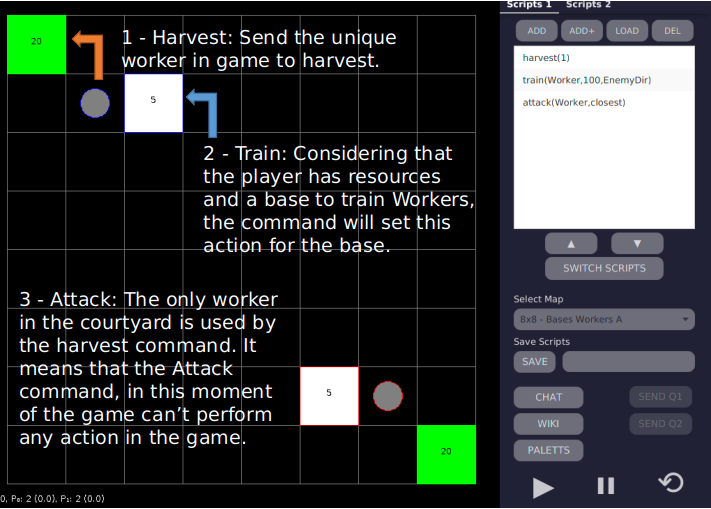 Scripts 1 Scripts 2
ADD ADD+ LOAD DEL
harvest(1)
train(Worker,100,EnemyDir)
attack(Worker,closest)
20
1 - Harvest: Send the unique
worker in game to harvest.
5
2 - Train: Considering that
the player has resources
and a base to train Workers,
the command will set this
action for the base.
3 - Attack: The only worker
in the courtyard is used by
the harvest command. It
means that the Attack
command, in this moment
of the game can't perform
any action in the game.
5
20
0, P₀: 2 (0.0), P₁: 2 (0.0)
▲ ▼
SWITCH SCRIPTS
Select Map
8x8 - Bases Workers A
Save Scripts
SAVE
CHAT SEND Q1
WIKI SEND Q2
PALETTS